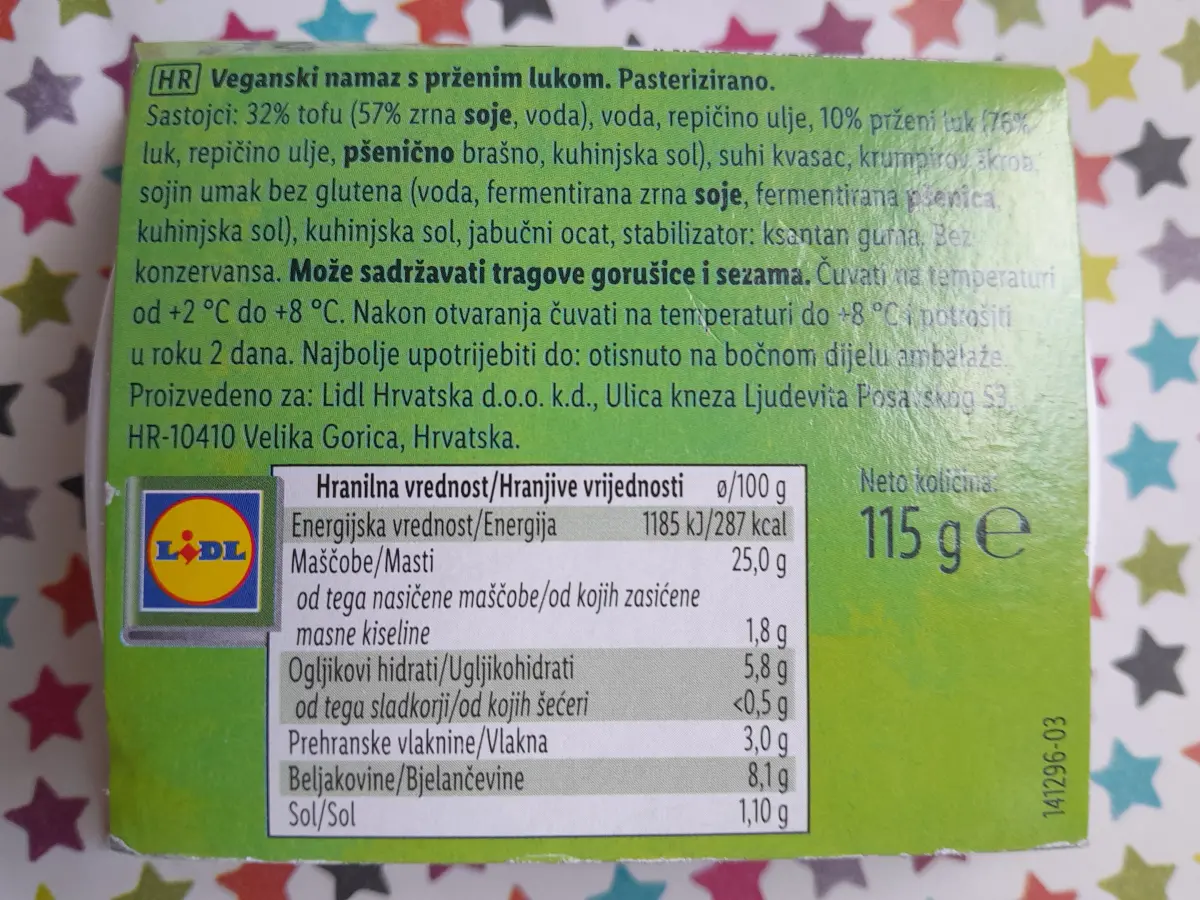 HR Veganski namaz s prženim lukom. Pasterizirano.
Sastojci: 32% tofu (57% zrna soje, voda), voda, repičino ulje, 10% prženi luk (76%
luk, repičino ulje, pšenično brašno, kuhinjska sol), suhi kvasac, krumpirov škrob,
sojin umak bez glutena (voda, fermentirana zrna soje, fermentirana pšenica,
kuhinjska sol), kuhinjska sol, jabučni ocat, stabilizator: ksantan guma. Bez
konzervansa. Može sadržavati tragove gorušice i sezama. Čuvati na temperaturi
od +2 °C do +8 °C. Nakon otvaranja čuvati na temperaturi do +8 °C i potrošiti
u roku 2 dana. Najbolje upotrijebiti do: otisnuto na bočnom dijelu ambalaže.
Proizvedeno za: Lidl Hrvatska d.o.o. k.d., Ulica kneza Ljudevita Posavskog 53,
HR-10410 Velika Gorica, Hrvatska.
LIDL
Hranilna vrednost/Hranjive vrijednosti ø/100 g
Energijska vrednost/Energija 1185 kJ/287 kcal
Maščobe/Masti 25,0 g
od tega nasičene maščobe/od kojih zasićene
masne kiseline 1,8 g
Ogljikovi hidrati/Ugljikohidrati 5,8 g
od tega sladkorji/od kojih šećeri <0,5 g
Prehranske vlaknine/Vlakna 3,0 g
Beljakovine/Bjelančevine 8,1 g
Sol/Sol 1,10 g
Neto količina:
115 g e
141296-03